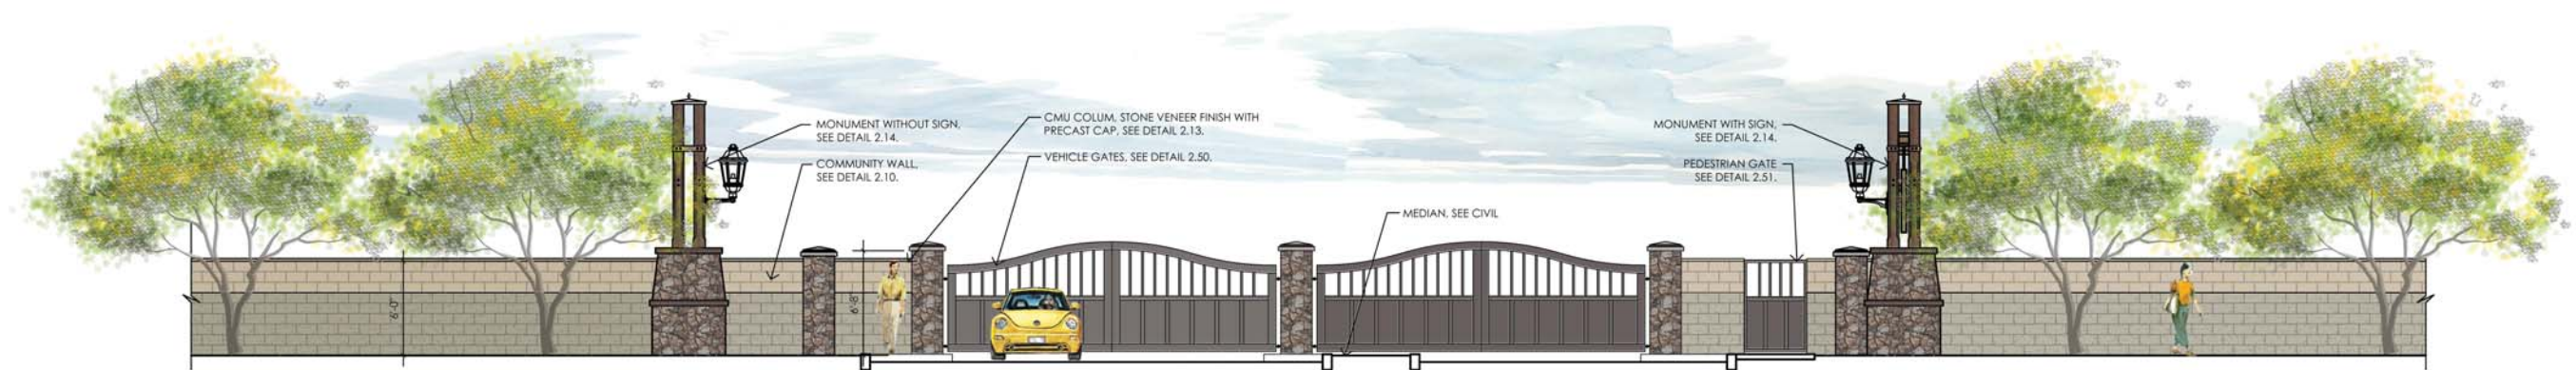 MONUMENT WITHOUT SIGN,
SEE DETAIL 2.14.
COMMUNITY WALL,
SEE DETAIL 2.10.
CMU COLUM, STONE VENEER FINISH WITH
PRECAST CAP, SEE DETAIL 2.13.
VEHICLE GATES, SEE DETAIL 2.50.
MEDIAN, SEE CIVIL
MONUMENT WITH SIGN,
SEE DETAIL 2.14.
PEDESTRIAN GATE
SEE DETAIL 2.51.
6'-0"
6'-8"